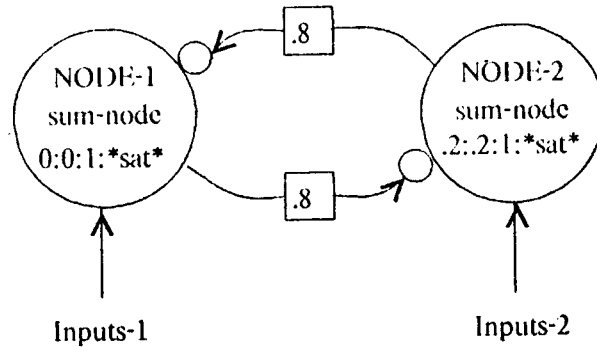 .8
NODE-1
sum-node
0:0:1:*sat*
NODE-2
sum-node
.2:.2:1:*sat*
.8
Inputs-1
Inputs-2